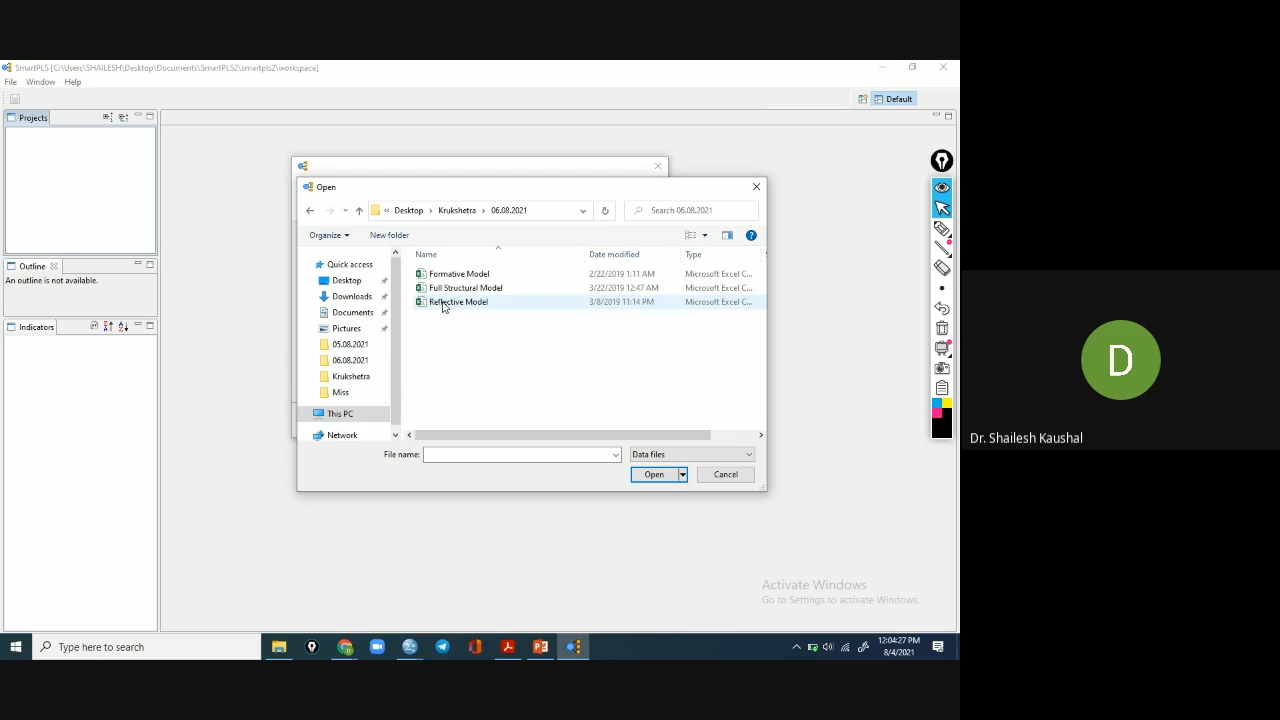 SmartPLS [C:\Users\SHAILESH\Desktop\Documents\SmartPLS2\smartpls2\workspace]
File Window Help
Default
Projects
Open
« Desktop › Krukshetra › 06.08.2021
Search 06.08.2021
Organize New folder
Name Date modified Type
Quick access
Desktop
Downloads
Documents
Pictures
05.08.2021
06.08.2021
Krukshetra
Miss
This PC
Network
Formative Model 2/22/2019 1:11 AM Microsoft Excel C...
Full Structural Model 3/22/2019 12:47 AM Microsoft Excel C...
Reflective Model 3/8/2019 11:14 PM Microsoft Excel C...
File name: Data files
Open Cancel
Outline
An outline is not available.
Indicators
Activate Windows
Go to Settings to activate Windows.
Type here to search
12:04:27 PM
8/4/2021
D
Dr. Shailesh Kaushal